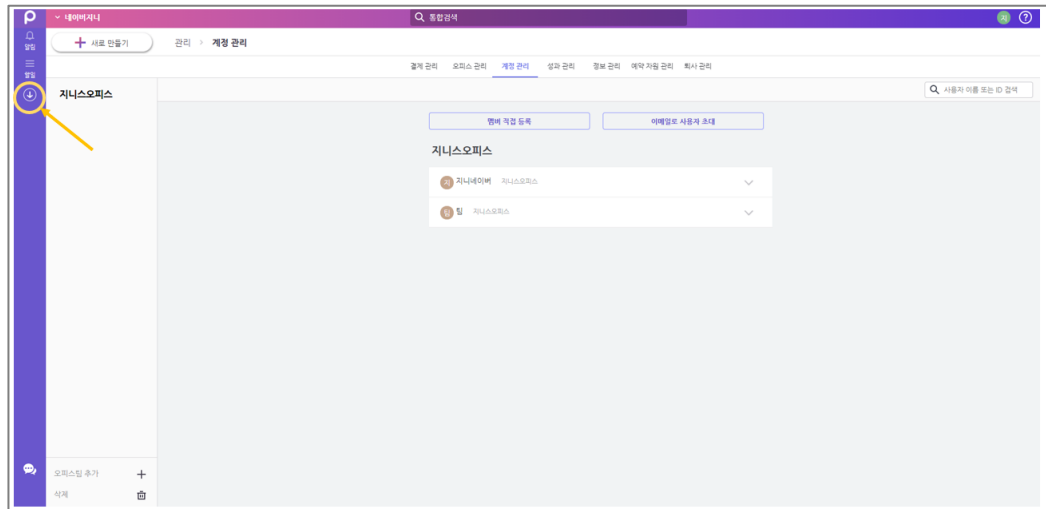 네이버지니
통합검색
지
?
알림
새로 만들기
관리 > 계정 관리
결제 관리 오피스 관리 계정 관리 성과 관리 정보 관리 예약 자원 관리 회사 관리
지니스오피스
사용자 이름 또는 ID 검색
멤버 직접 등록
이메일로 사용자 초대
지니스오피스
지 지니네이버 지니스오피스
팀 팀 지니스오피스
오피스팀 추가
삭제